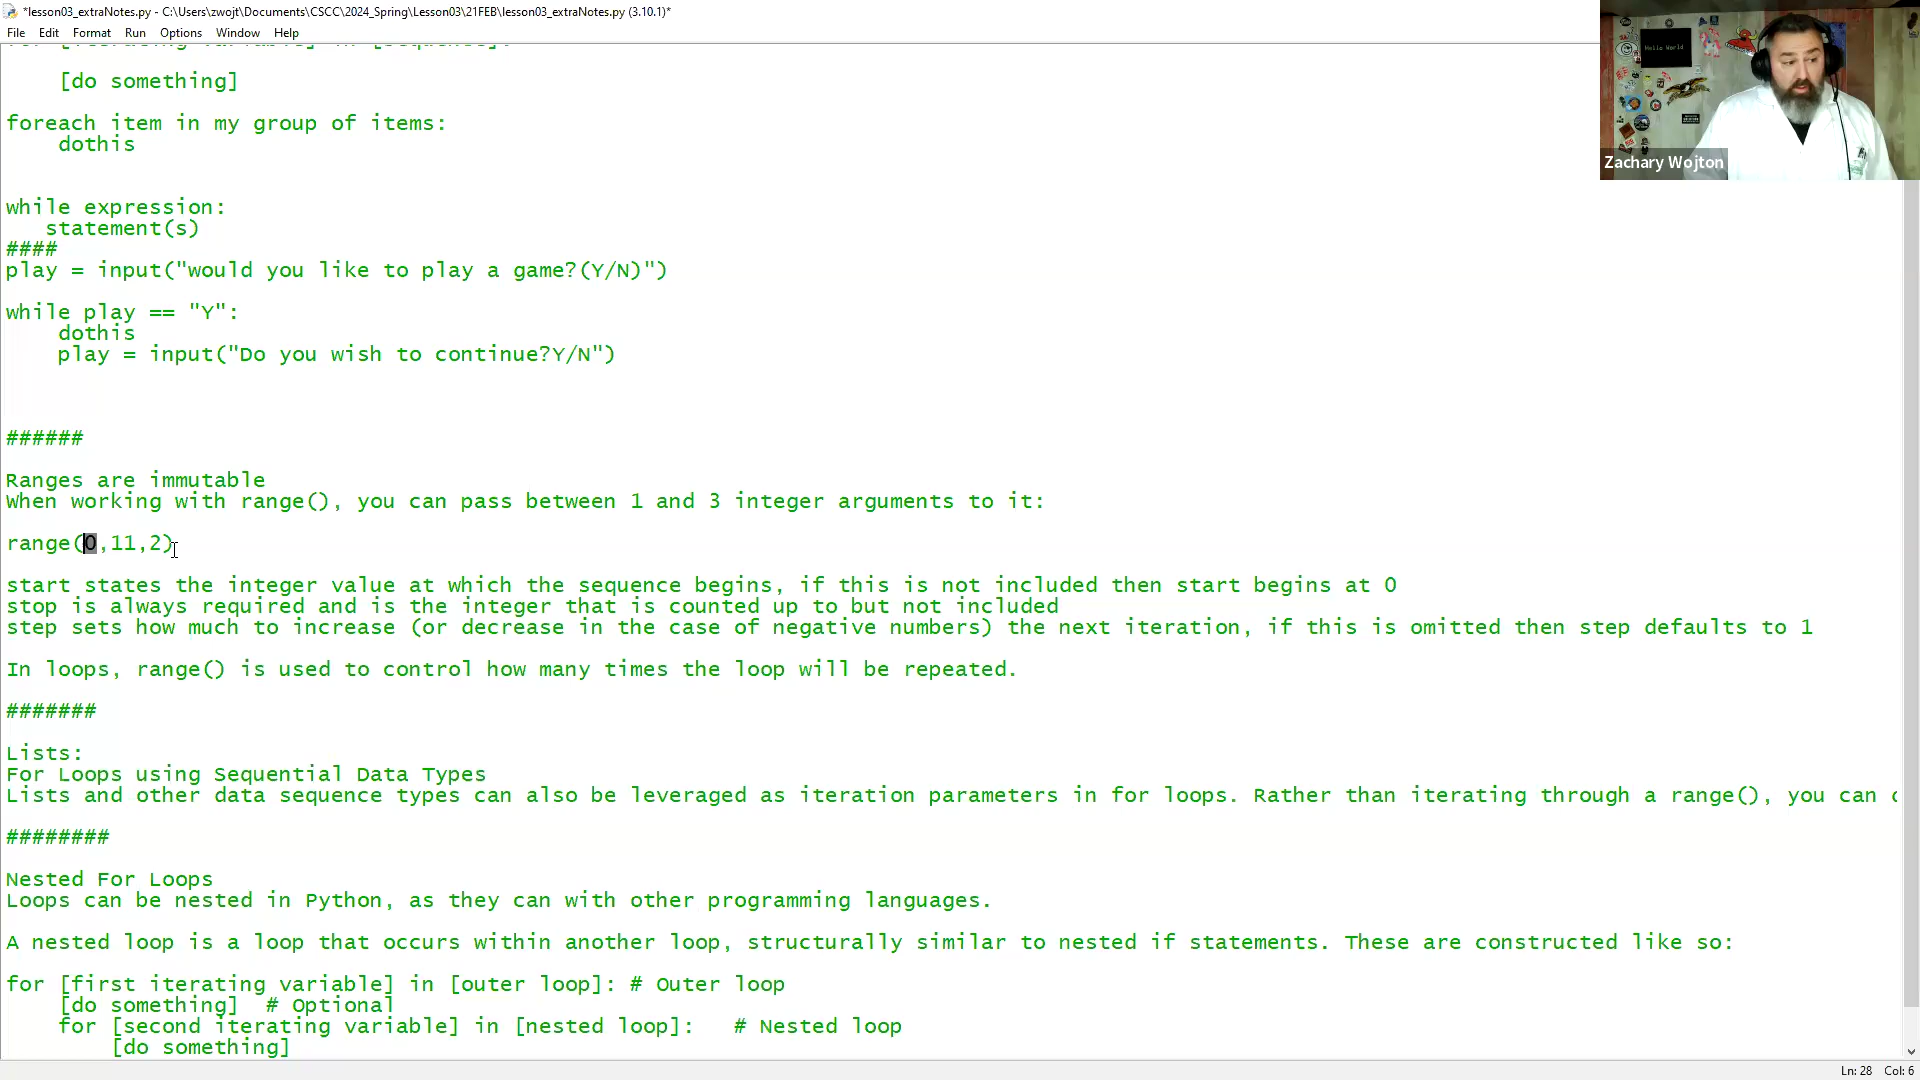 *lesson03_extraNotes.py - C:\Users\zwojt\Documents\CSCC\2024_Spring\Lesson03\21FEB\lesson03_extraNotes.py (3.10.1)*
File Edit Format Run Options Window Help
for [iterating variable] in [sequence]:
[do something]
foreach item in my group of items:
dothis
while expression:
statement(s)
####
play = input("would you like to play a game?(Y/N)")
while play == "Y":
dothis
play = input("Do you wish to continue?Y/N")
######
Ranges are immutable
When working with range(), you can pass between 1 and 3 integer arguments to it:
range(0,11,2)
start states the integer value at which the sequence begins, if this is not included then start begins at 0
stop is always required and is the integer that is counted up to but not included
step sets how much to increase (or decrease in the case of negative numbers) the next iteration, if this is omitted then step defaults to 1
In loops, range() is used to control how many times the loop will be repeated.
#######
Lists:
For Loops using Sequential Data Types
Lists and other data sequence types can also be leveraged as iteration parameters in for loops. Rather than iterating through a range(), you can
########
Nested For Loops
Loops can be nested in Python, as they can with other programming languages.
A nested loop is a loop that occurs within another loop, structurally similar to nested if statements. These are constructed like so:
for [first iterating variable] in [outer loop]: # Outer loop
[do something]  # Optional
for [second iterating variable] in [nested loop]:   # Nested loop
[do something]
Ln: 28 Col: 6
Hello World
Zachary Wojton